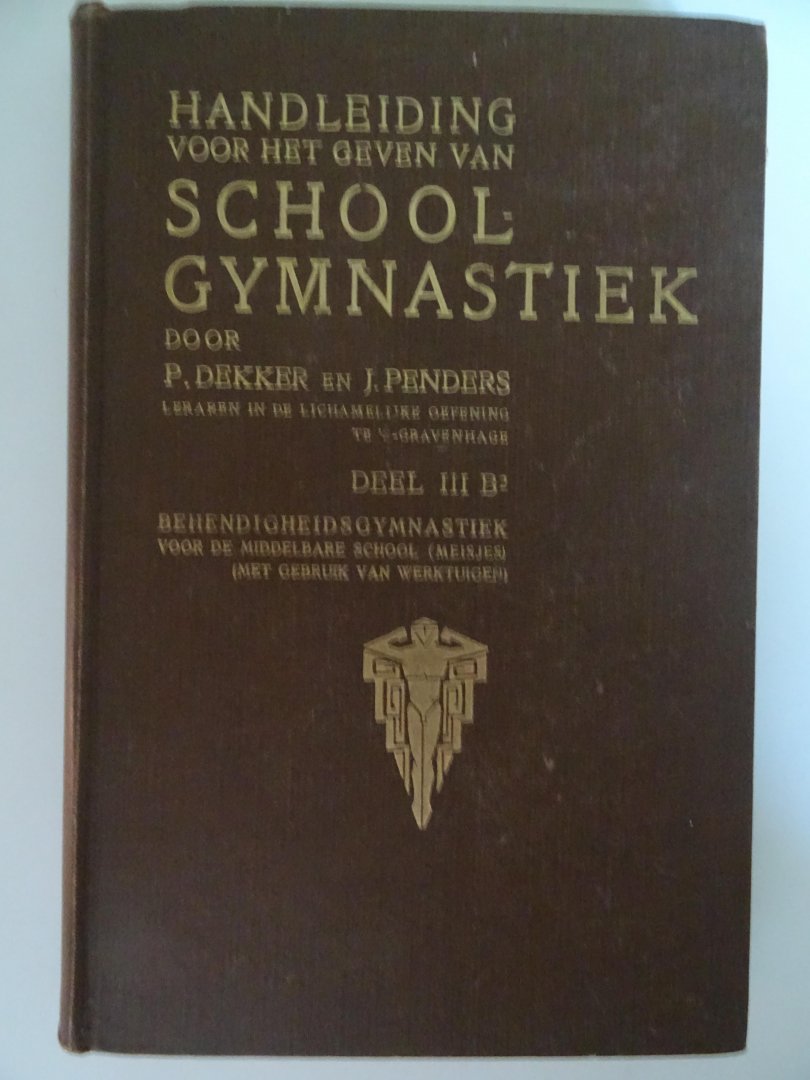 HANDLEIDING
VOOR HET GEVEN VAN
SCHOOL-
GYMNASTIEK
DOOR
P. DEKKER EN J. PENDERS
LERAREN IN DE LICHAMELIJKE OEFENING
TE 's-GRAVENHAGE
DEEL III B²
BEHENDIGHEIDSGYMNASTIEK
VOOR DE MIDDELBARE SCHOOL (MEISJES)
(MET GEBRUIK VAN WERKTUIGEN)